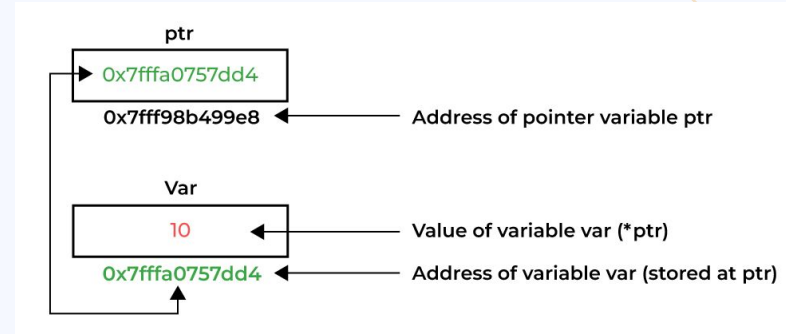 ptr
0x7fffa0757dd4
0x7fff98b499e8 Address of pointer variable ptr
Var
10 Value of variable var (*ptr)
0x7fffa0757dd4 Address of variable var (stored at ptr)